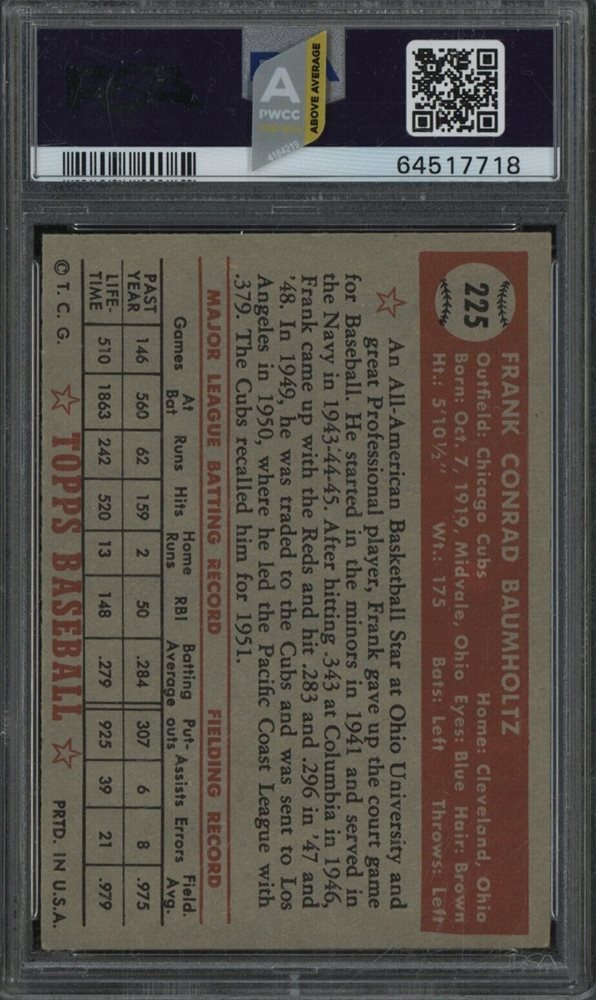 A
PWCC
ABOVE AVERAGE
4194219
64517718
225
FRANK CONRAD BAUMHOLTZ
Outfield: Chicago Cubs Home: Cleveland, Ohio
Born: Oct. 7, 1919, Midvale, Ohio Eyes: Blue Hair: Brown
Ht.: 5'10½" Wt.: 175 Bats: Left Throws: Left
An All-American Basketball Star at Ohio University and
great Professional player, Frank gave up the court game
for Baseball. He started in the minors in 1941 and served in
the Navy in 1943-44-45. After hitting .343 at Columbia in 1946,
Frank came up with the Reds and hit .283 and .296 in '47 and
'48. In 1949, he was traded to the Cubs and was sent to Los
Angeles in 1950, where he led the Pacific Coast League with
.379. The Cubs recalled him for 1951.
MAJOR LEAGUE BATTING RECORD FIELDING RECORD
Games At Bat Runs Hits Home Runs RBI Batting Average Put-outs Assists Errors Field. Avg.
PAST YEAR 146 560 62 159 2 50 .284 307 6 8 .975
LIFE-TIME 510 1863 242 520 13 148 .279 925 39 21 .979
© T. C. G. TOPPS BASEBALL PRTD. IN U.S.A.